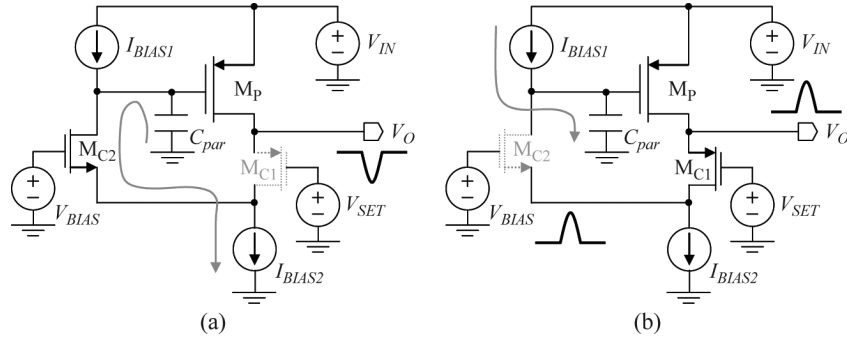 I_BIAS1
V_IN
M_P
C_par
V_O
M_C2
M_C1
V_BIAS
V_SET
I_BIAS2
(a)
I_BIAS1
V_IN
M_P
C_par
V_O
M_C2
M_C1
V_BIAS
V_SET
I_BIAS2
(b)